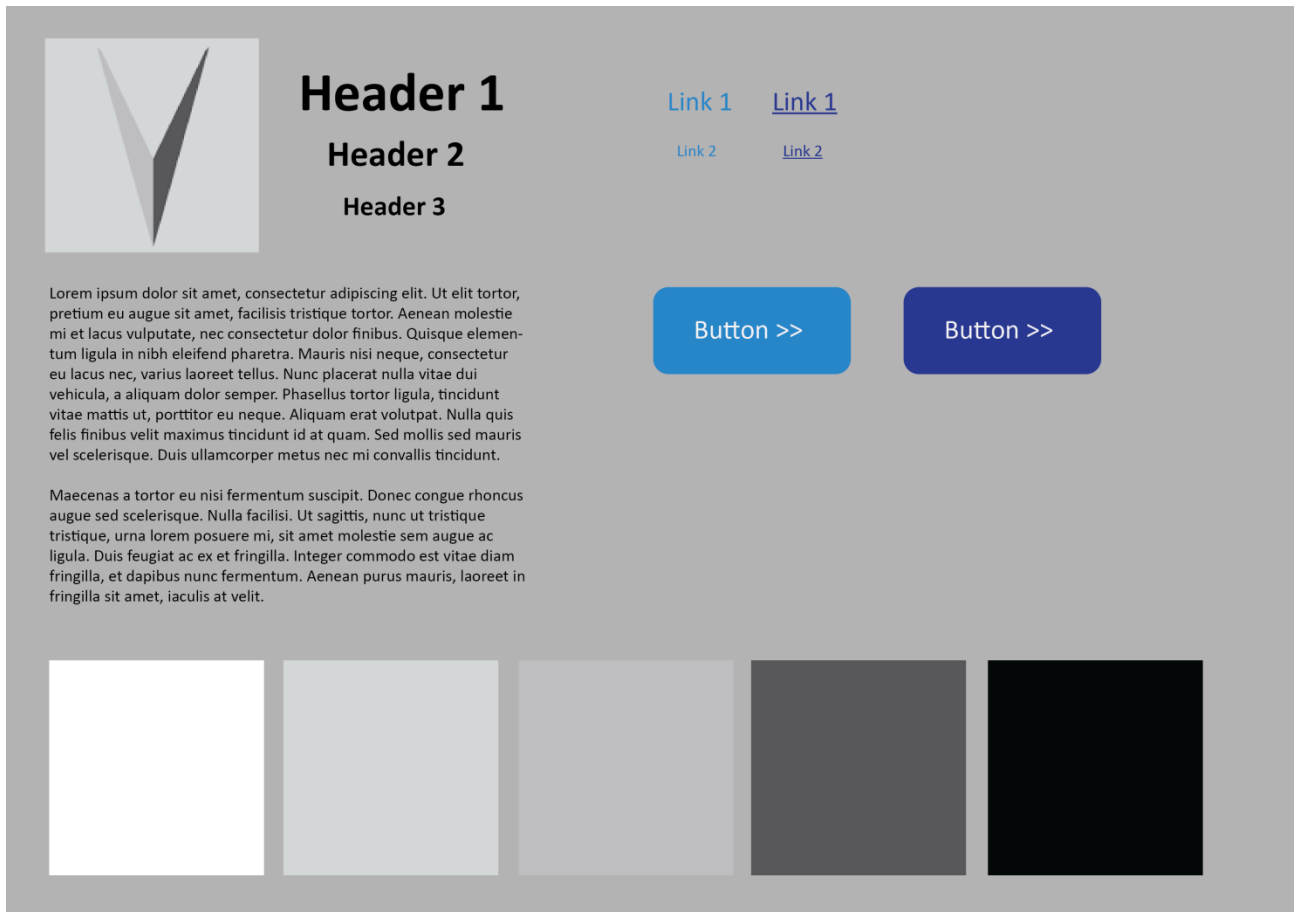 Header 1
Header 2
Header 3
Link 1
Link 1
Link 2
Link 2
Lorem ipsum dolor sit amet, consectetur adipiscing elit. Ut elit tortor,
pretium eu augue sit amet, facilisis tristique tortor. Aenean molestie
mi et lacus vulputate, nec consectetur dolor finibus. Quisque elemen-
tum ligula in nibh eleifend pharetra. Mauris nisi neque, consectetur
eu lacus nec, varius laoreet tellus. Nunc placerat nulla vitae dui
vehicula, a aliquam dolor semper. Phasellus tortor ligula, tincidunt
vitae mattis ut, porttitor eu neque. Aliquam erat volutpat. Nulla quis
felis finibus velit maximus tincidunt id at quam. Sed mollis sed mauris
vel scelerisque. Duis ullamcorper metus nec mi convallis tincidunt.
Maecenas a tortor eu nisi fermentum suscipit. Donec congue rhoncus
augue sed scelerisque. Nulla facilisi. Ut sagittis, nunc ut tristique
tristique, urna lorem posuere mi, sit amet molestie sem augue ac
ligula. Duis feugiat ac ex et fringilla. Integer commodo est vitae diam
fringilla, et dapibus nunc fermentum. Aenean purus mauris, laoreet in
fringilla sit amet, iaculis at velit.
Button >>
Button >>